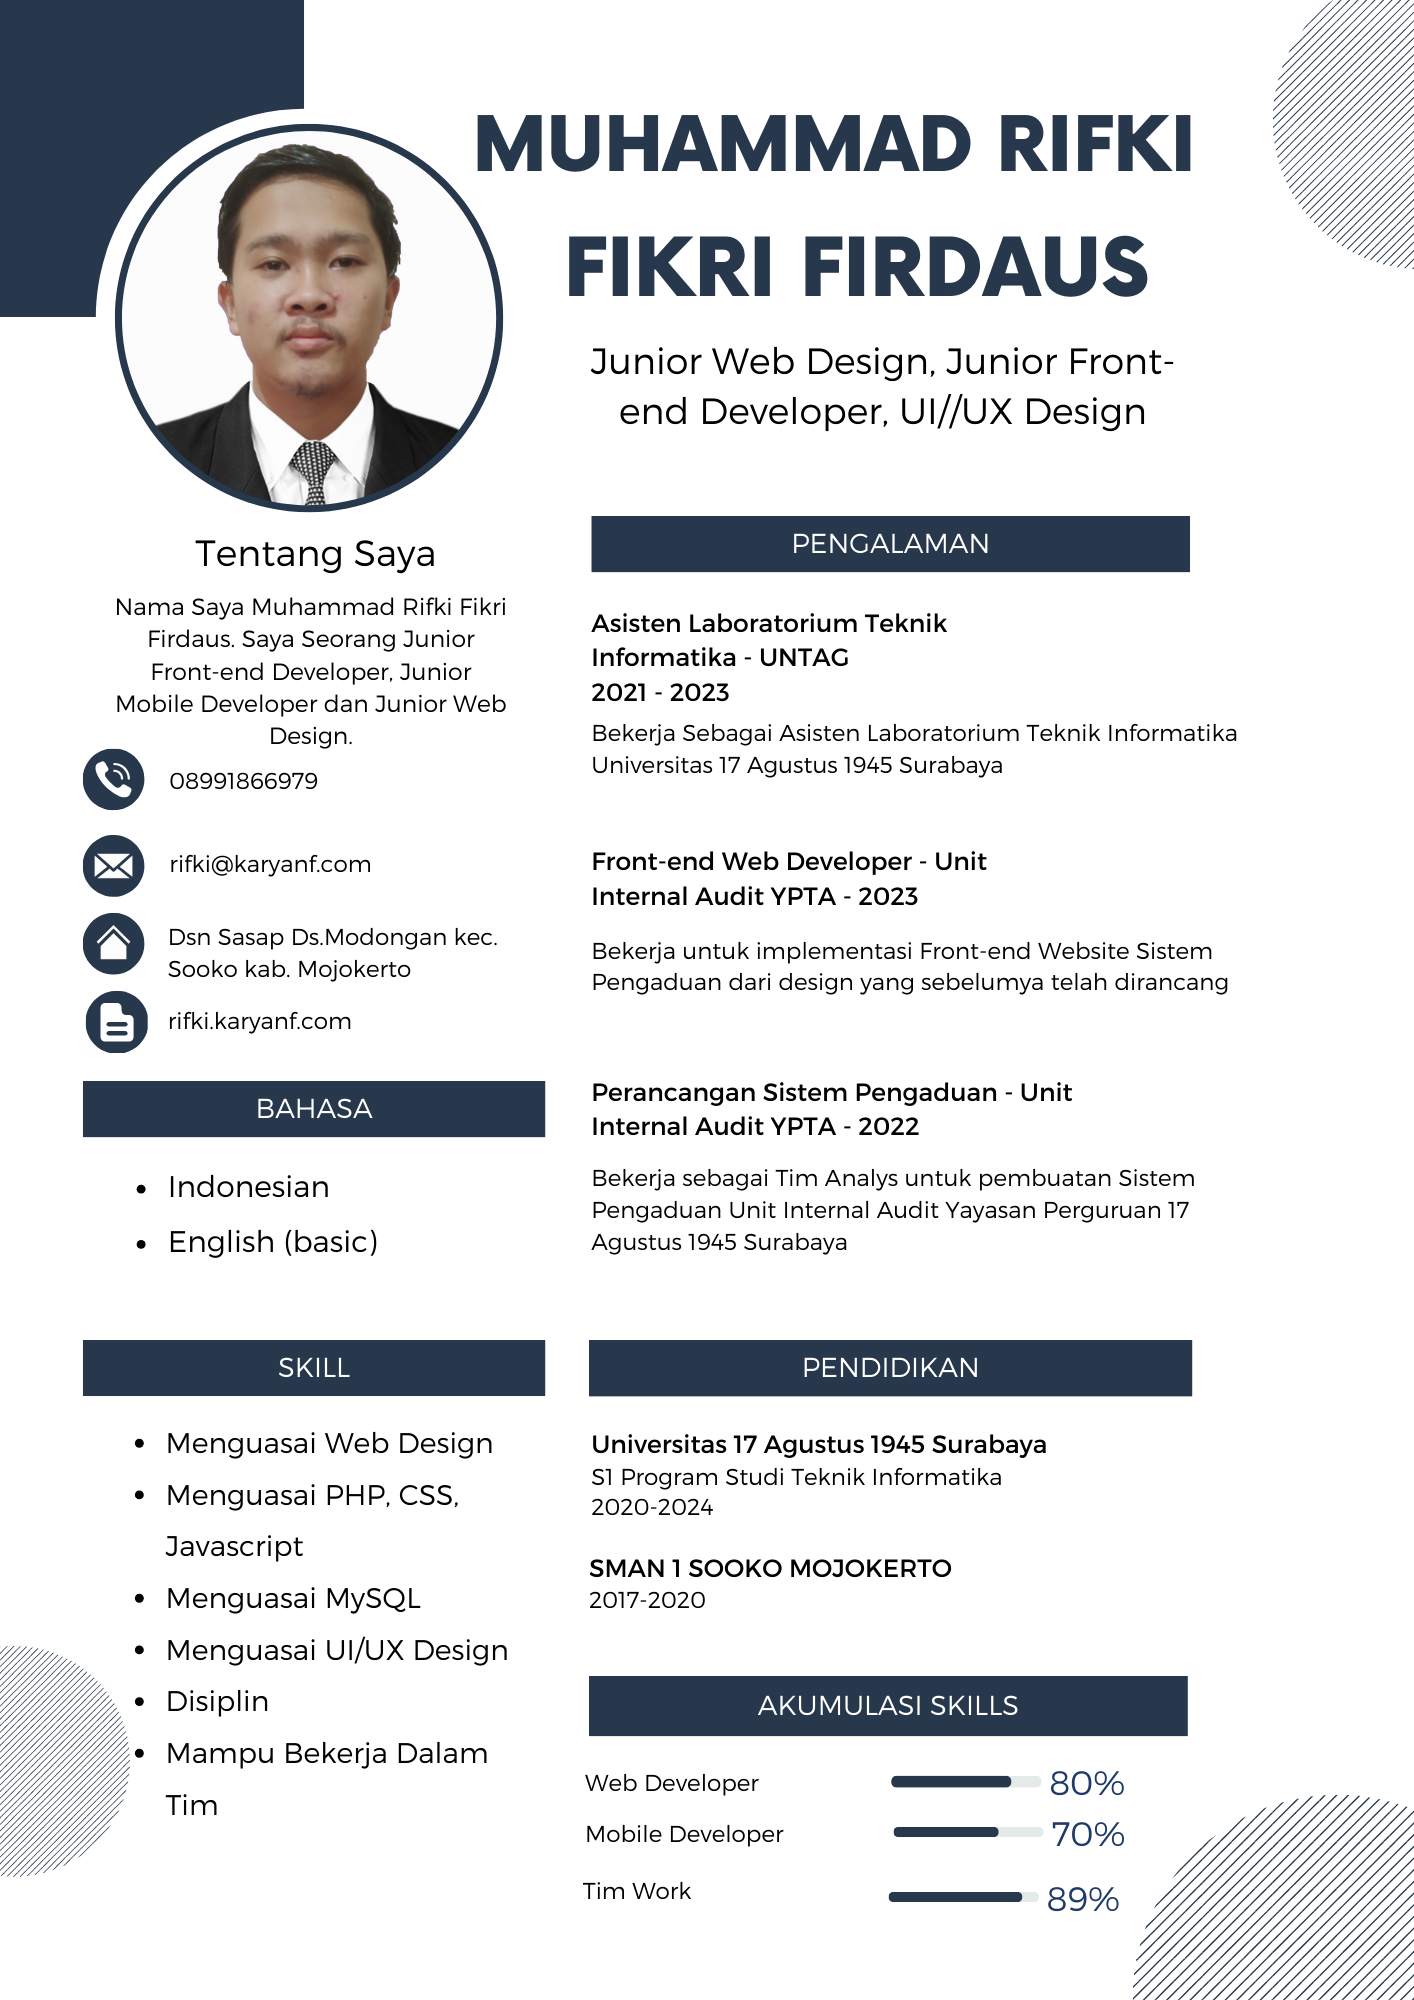 MUHAMMAD RIFKI
FIKRI FIRDAUS
Junior Web Design, Junior Front-
end Developer, UI//UX Design
Tentang Saya
Nama Saya Muhammad Rifki Fikri
Firdaus. Saya Seorang Junior
Front-end Developer, Junior
Mobile Developer dan Junior Web
Design.
08991866979
rifki@karyanf.com
Dsn Sasap Ds.Modongan kec.
Sooko kab. Mojokerto
rifki.karyanf.com
BAHASA
Indonesian
English (basic)
SKILL
Menguasai Web Design
Menguasai PHP, CSS,
Javascript
Menguasai MySQL
Menguasai UI/UX Design
Disiplin
Mampu Bekerja Dalam
Tim
PENGALAMAN
Asisten Laboratorium Teknik
Informatika - UNTAG
2021 - 2023
Bekerja Sebagai Asisten Laboratorium Teknik Informatika
Universitas 17 Agustus 1945 Surabaya
Front-end Web Developer - Unit
Internal Audit YPTA - 2023
Bekerja untuk implementasi Front-end Website Sistem
Pengaduan dari design yang sebelumya telah dirancang
Perancangan Sistem Pengaduan - Unit
Internal Audit YPTA - 2022
Bekerja sebagai Tim Analys untuk pembuatan Sistem
Pengaduan Unit Internal Audit Yayasan Perguruan 17
Agustus 1945 Surabaya
PENDIDIKAN
Universitas 17 Agustus 1945 Surabaya
S1 Program Studi Teknik Informatika
2020-2024
SMAN 1 SOOKO MOJOKERTO
2017-2020
AKUMULASI SKILLS
Web Developer 80%
Mobile Developer 70%
Tim Work 89%